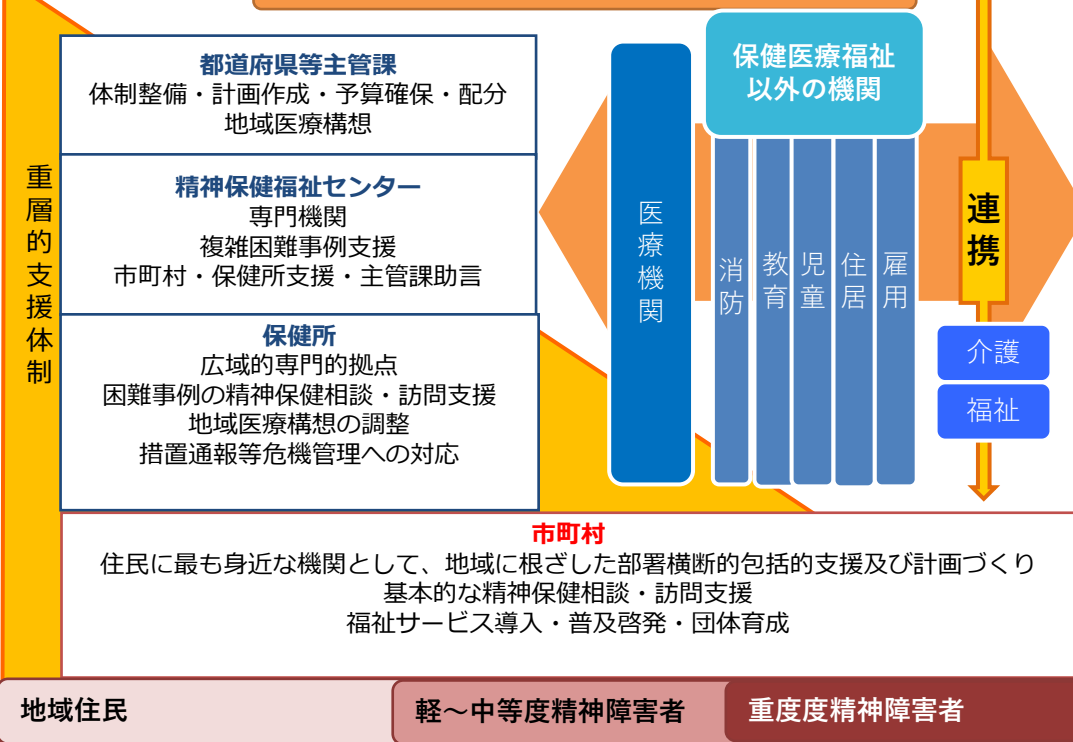 重層的支援体制
都道府県等主管課
体制整備・計画作成・予算確保・配分
地域医療構想
精神保健福祉センター
専門機関
複雑困難事例支援
市町村・保健所支援・主管課助言
保健所
広域的専門的拠点
困難事例の精神保健相談・訪問支援
地域医療構想の調整
措置通報等危機管理への対応
医療機関
保健医療福祉
以外の機関
消防
教育
児童
住居
雇用
連携
介護
福祉
市町村
住民に最も身近な機関として、地域に根ざした部署横断的包括的支援及び計画づくり
基本的な精神保健相談・訪問支援
福祉サービス導入・普及啓発・団体育成
地域住民
軽～中等度精神障害者
重度度精神障害者